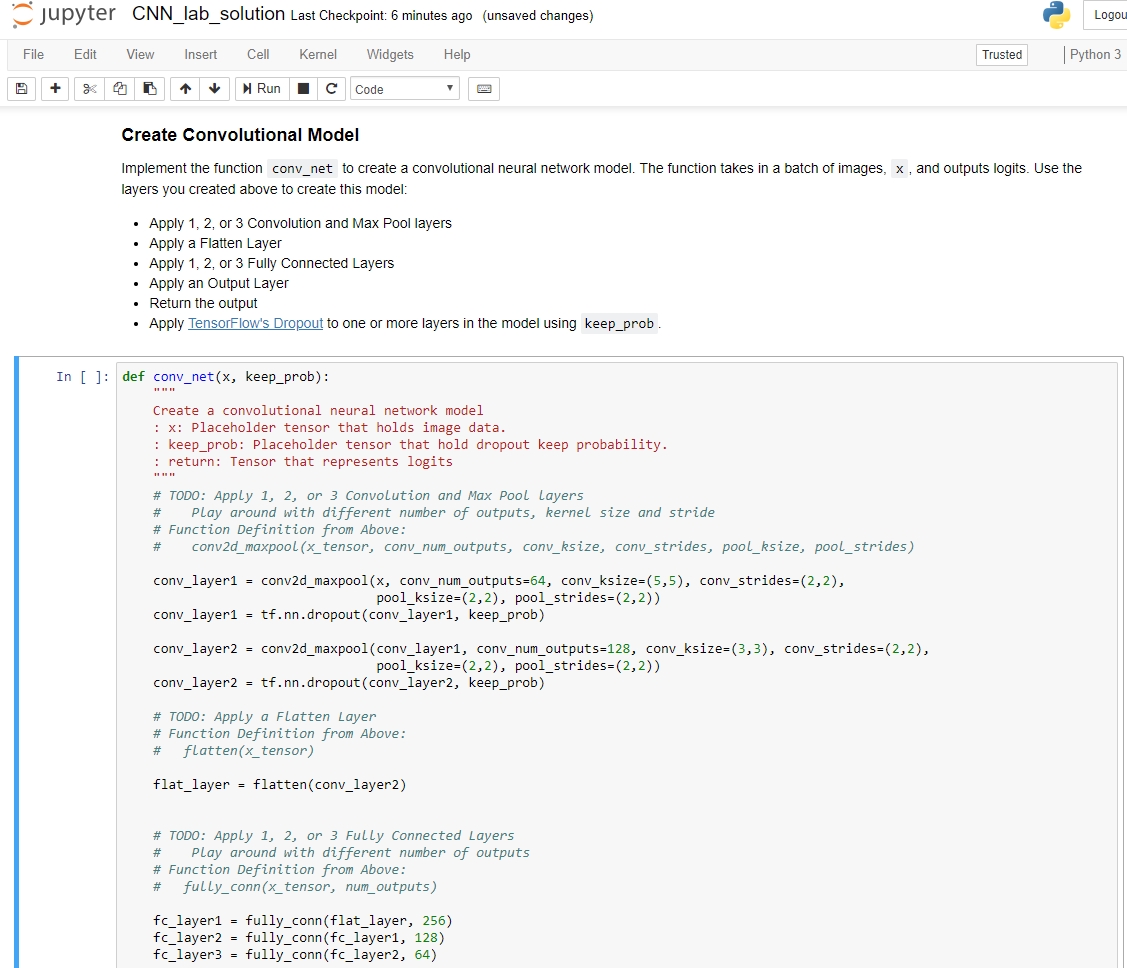 jupyter CNN_lab_solution Last Checkpoint: 6 minutes ago (unsaved changes)
File Edit View Insert Cell Kernel Widgets Help Trusted Python 3
Run Code
Create Convolutional Model
Implement the function conv_net to create a convolutional neural network model. The function takes in a batch of images, x , and outputs logits. Use the
layers you created above to create this model:
• Apply 1, 2, or 3 Convolution and Max Pool layers
• Apply a Flatten Layer
• Apply 1, 2, or 3 Fully Connected Layers
• Apply an Output Layer
• Return the output
• Apply TensorFlow's Dropout to one or more layers in the model using keep_prob .
In [ ]: def conv_net(x, keep_prob):
    """
    Create a convolutional neural network model
    : x: Placeholder tensor that holds image data.
    : keep_prob: Placeholder tensor that hold dropout keep probability.
    : return: Tensor that represents logits
    """
    # TODO: Apply 1, 2, or 3 Convolution and Max Pool layers
    #    Play around with different number of outputs, kernel size and stride
    # Function Definition from Above:
    #    conv2d_maxpool(x_tensor, conv_num_outputs, conv_ksize, conv_strides, pool_ksize, pool_strides)
    conv_layer1 = conv2d_maxpool(x, conv_num_outputs=64, conv_ksize=(5,5), conv_strides=(2,2),
                                 pool_ksize=(2,2), pool_strides=(2,2))
    conv_layer1 = tf.nn.dropout(conv_layer1, keep_prob)
    conv_layer2 = conv2d_maxpool(conv_layer1, conv_num_outputs=128, conv_ksize=(3,3), conv_strides=(2,2),
                                 pool_ksize=(2,2), pool_strides=(2,2))
    conv_layer2 = tf.nn.dropout(conv_layer2, keep_prob)
    # TODO: Apply a Flatten Layer
    # Function Definition from Above:
    #   flatten(x_tensor)
    flat_layer = flatten(conv_layer2)
    # TODO: Apply 1, 2, or 3 Fully Connected Layers
    #    Play around with different number of outputs
    # Function Definition from Above:
    #   fully_conn(x_tensor, num_outputs)
    fc_layer1 = fully_conn(flat_layer, 256)
    fc_layer2 = fully_conn(fc_layer1, 128)
    fc_layer3 = fully_conn(fc_layer2, 64)